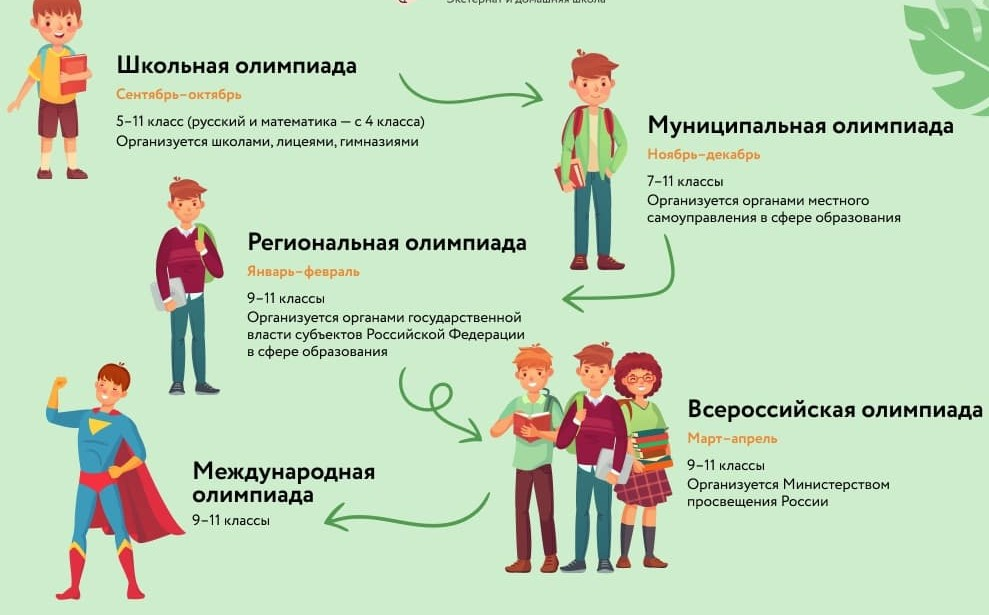 Экстернат и домашняя школа
Школьная олимпиада
Сентябрь–октябрь
5–11 класс (русский и математика — с 4 класса)
Организуется школами, лицеями, гимназиями
Муниципальная олимпиада
Ноябрь–декабрь
7–11 классы
Организуется органами местного
самоуправления в сфере образования
Региональная олимпиада
Январь–февраль
9–11 классы
Организуется органами государственной
власти субъектов Российской Федерации
в сфере образования
Всероссийская олимпиада
Март–апрель
9–11 классы
Организуется Министерством
просвещения России
Международная
олимпиада
9–11 классы